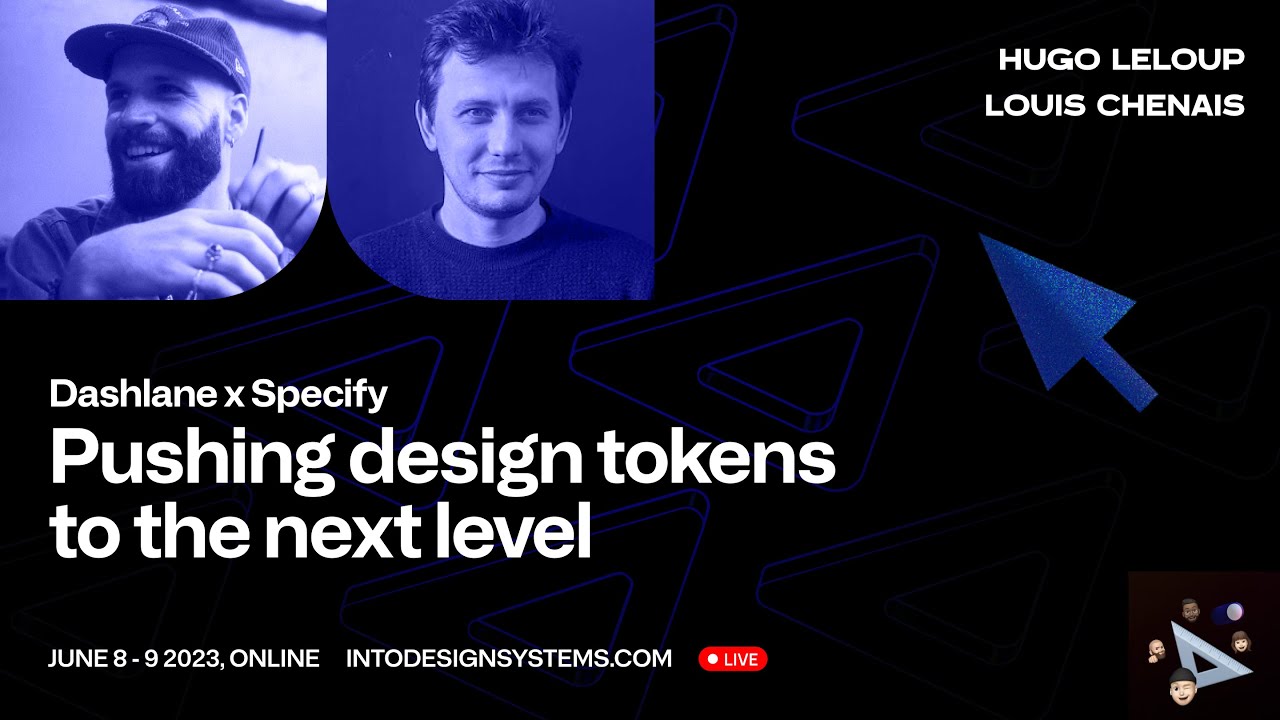 HUGO LELOUP
LOUIS CHENAIS
Dashlane x Specify
Pushing design tokens
to the next level
JUNE 8 - 9 2023, ONLINE INTODESIGNSYSTEMS.COM LIVE